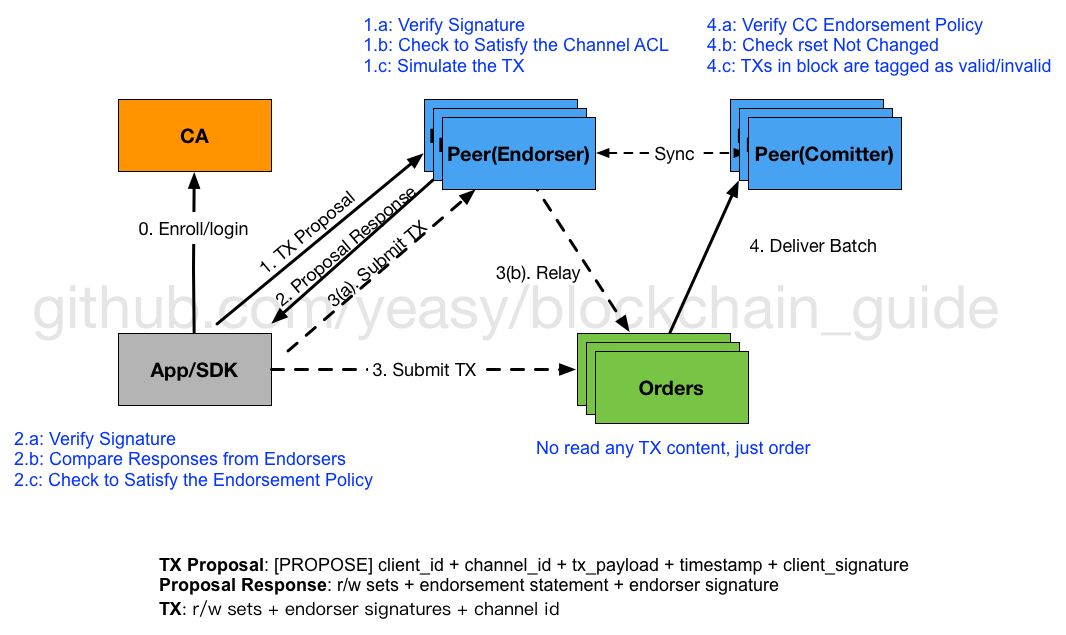 1.a: Verify Signature
1.b: Check to Satisfy the Channel ACL
1.c: Simulate the TX
4.a: Verify CC Endorsement Policy
4.b: Check rset Not Changed
4.c: TXs in block are tagged as valid/invalid
CA
Peer(Endorser)
Sync
Peer(Comitter)
0. Enroll/login
1. TX Proposal
2. Proposal Response
3(a). Submit TX
3(b). Relay
4. Deliver Batch
github.com/yeasy/blockchain_guide
App/SDK
3. Submit TX
Orders
2.a: Verify Signature
2.b: Compare Responses from Endorsers
2.c: Check to Satisfy the Endorsement Policy
No read any TX content, just order
TX Proposal: [PROPOSE] client_id + channel_id + tx_payload + timestamp + client_signature
Proposal Response: r/w sets + endorsement statement + endorser signature
TX: r/w sets + endorser signatures + channel id